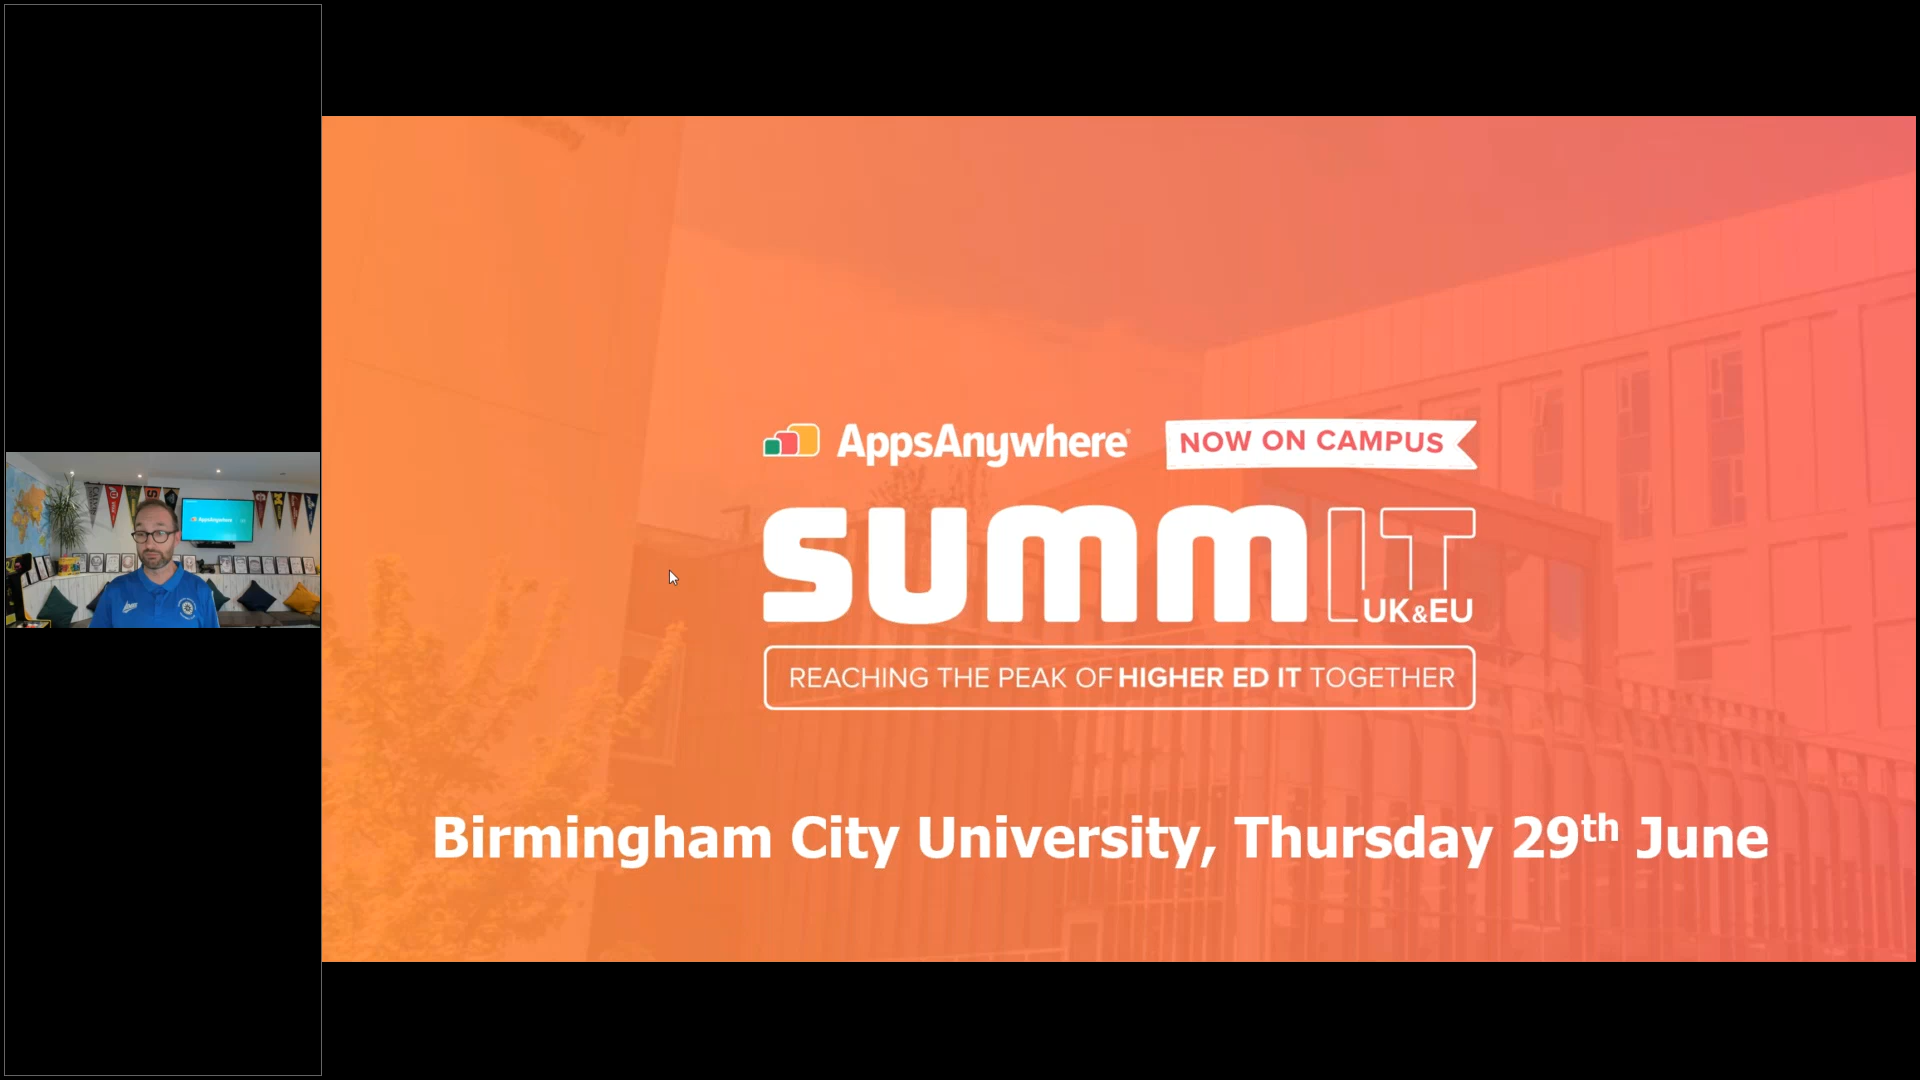 AppsAnywhere
NOW ON CAMPUS
SUMMIT
UK&EU
REACHING THE PEAK OF HIGHER ED IT TOGETHER
Birmingham City University, Thursday 29th June
AppsAnywhere